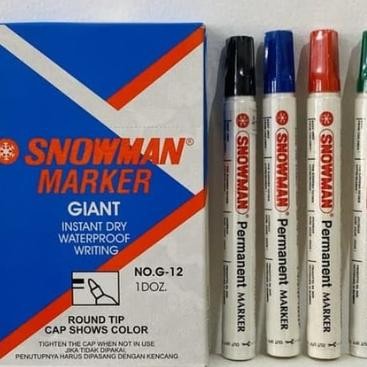 SNOWMAN®
MARKER
GIANT
INSTANT DRY
WATERPROOF
WRITING
NO.G-12
1 DOZ.
ROUND TIP
CAP SHOWS COLOR
TIGHTEN THE CAP WHEN NOT IN USE
JIKA TIDAK DIPAKAI,
PENUTUPNYA HARUS DIPASANG DENGAN KENCANG
SNOWMAN
Permanent MARKER
SNOWMAN
Permanent MARKER
SNOWMAN
Permanent MARKER